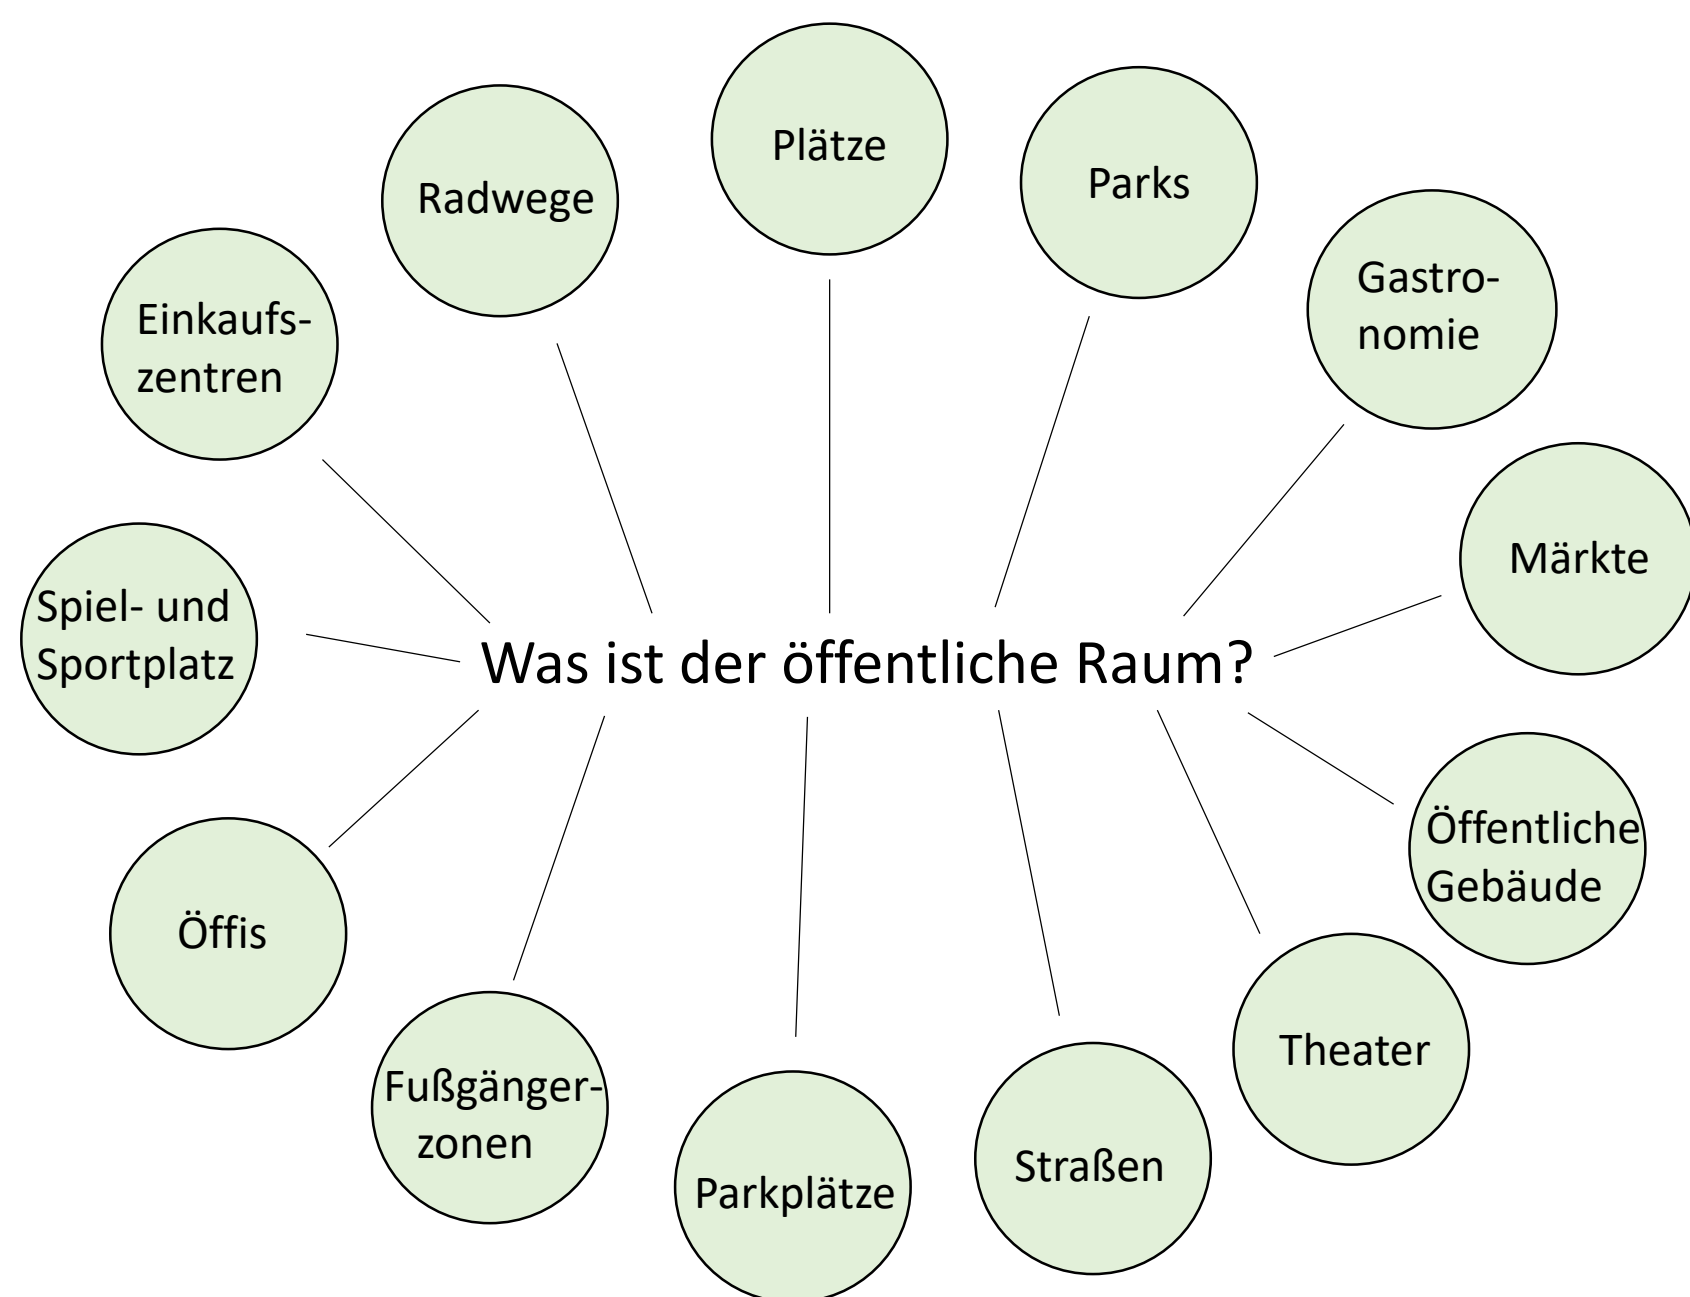 Plätze
Parks
Radwege
Gastro-
nomie
Einkaufs-
zentren
Märkte
Spiel- und
Sportplatz
Was ist der öffentliche Raum?
Öffentliche
Gebäude
Öffis
Theater
Fußgänger-
zonen
Straßen
Parkplätze